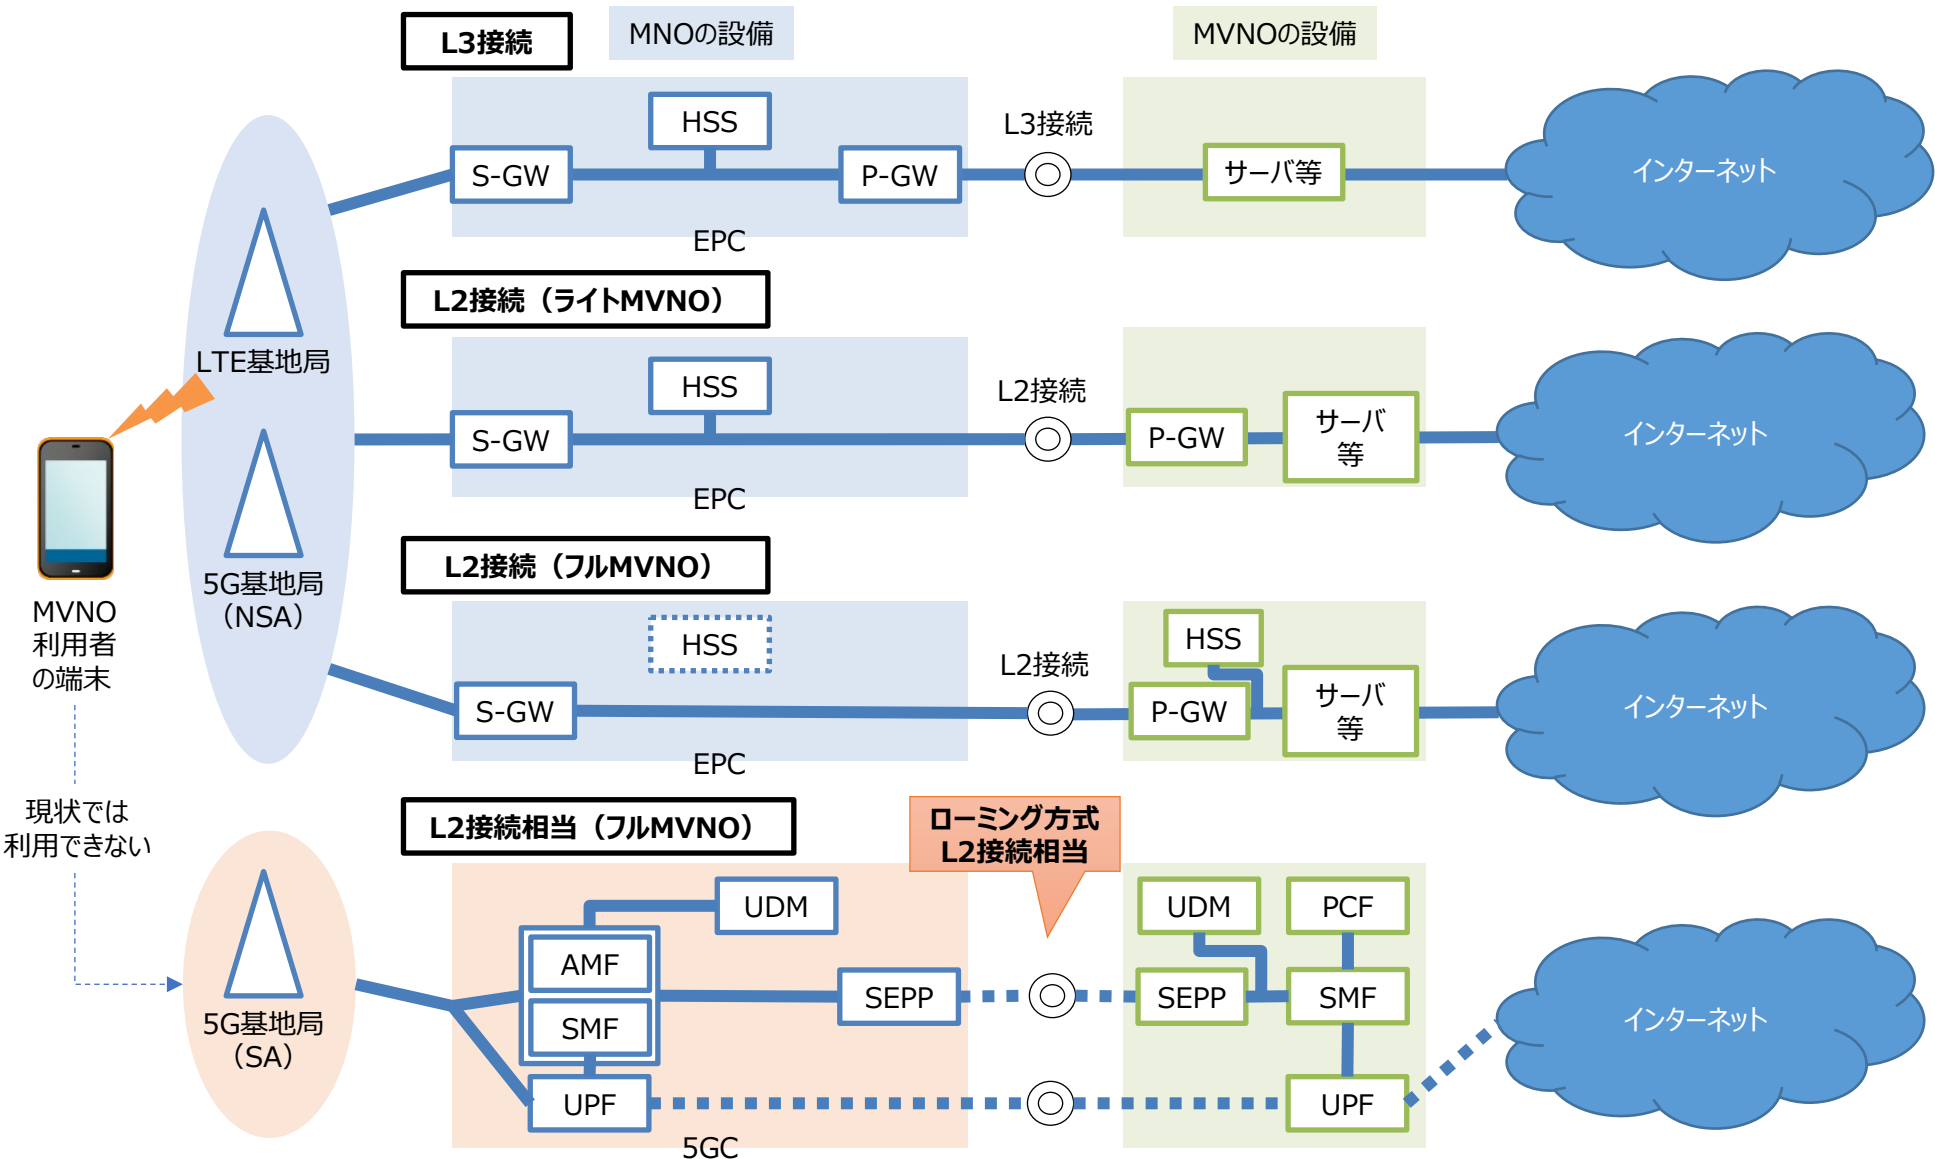 L3接続
MNOの設備
MVNOの設備
HSS
S-GW
P-GW
EPC
L3接続
サーバ等
インターネット
L2接続（ライトMVNO）
HSS
S-GW
EPC
L2接続
P-GW
サーバ
等
インターネット
LTE基地局
5G基地局
（NSA）
MVNO
利用者
の端末
L2接続（フルMVNO）
HSS
S-GW
EPC
L2接続
HSS
P-GW
サーバ
等
インターネット
現状では
利用できない
L2接続相当（フルMVNO）
ローミング方式
L2接続相当
5G基地局
（SA）
UDM
AMF
SMF
UPF
SEPP
5GC
UDM
PCF
SEPP
SMF
UPF
インターネット